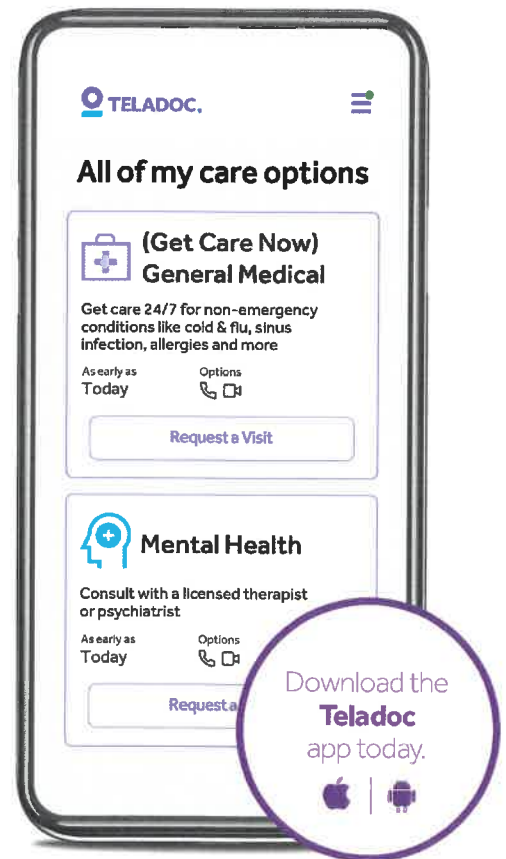 TELADOC.
All of my care options
(Get Care Now)
General Medical
Get care 24/7 for non-emergency
conditions like cold & flu, sinus
infection, allergies and more
As early as
Options
Today
Request a Visit
Mental Health
Consult with a licensed therapist
or psychiatrist
As early as
Options
Today
Request a
Download the
Teladoc
app today.